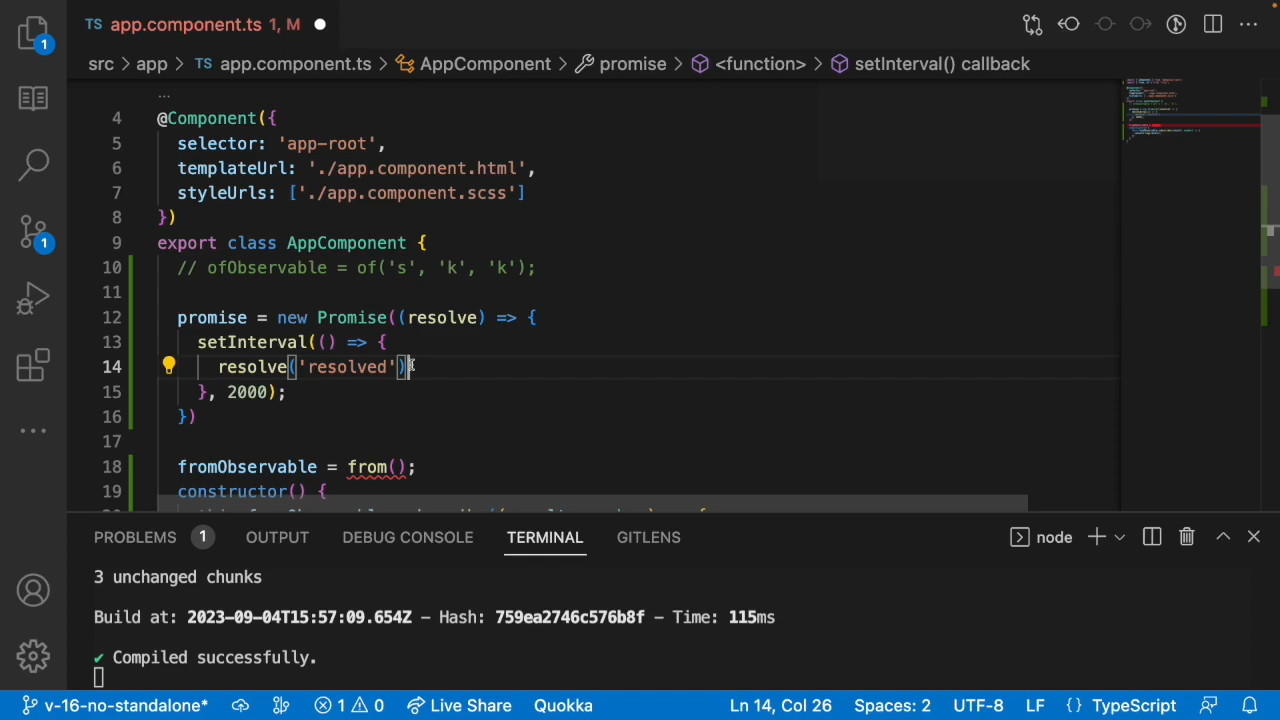 TS app.component.ts 1, M
src > app > TS app.component.ts > AppComponent > promise > <function> > setInterval() callback
...
4 @Component({
5 selector: 'app-root',
6 templateUrl: './app.component.html',
7 styleUrls: ['./app.component.scss']
8 })
9 export class AppComponent {
10 // ofObservable = of('s', 'k', 'k');
11
12 promise = new Promise((resolve) => {
13 setInterval(() => {
14 resolve('resolved')
15 }, 2000);
16 })
17
18 fromObservable = from();
19 constructor() {
1
1
PROBLEMS 1 OUTPUT DEBUG CONSOLE TERMINAL GITLENS node
3 unchanged chunks
Build at: 2023-09-04T15:57:09.654Z - Hash: 759ea2746c576b8f - Time: 115ms
✔ Compiled successfully.
v-16-no-standalone* 1 0 Live Share Quokka Ln 14, Col 26 Spaces: 2 UTF-8 LF {} TypeScript